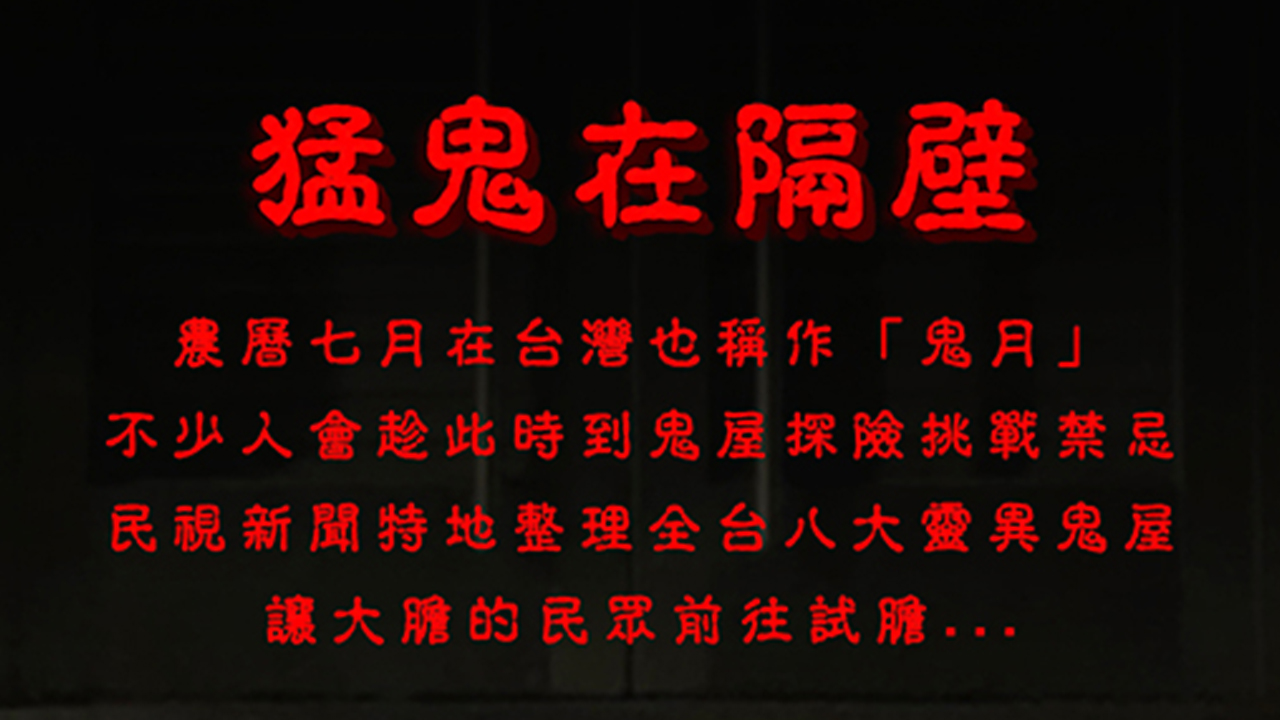 猛鬼在隔壁
農曆七月在台灣也稱作「鬼月」
不少人會趁此時到鬼屋探險挑戰禁忌
民視新聞特地整理全台八大靈異鬼屋
讓大膽的民眾前往試膽...